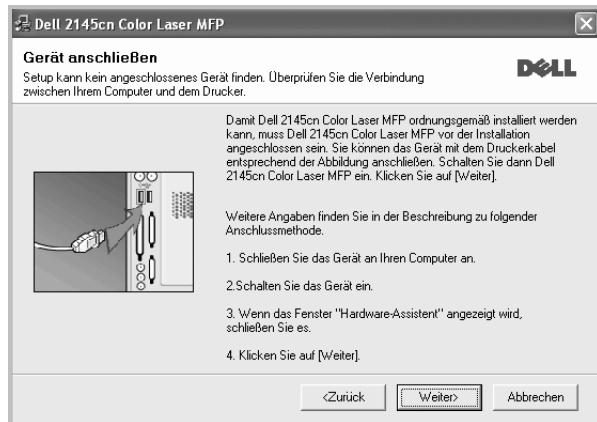 Dell 2145cn Color Laser MFP
Gerät anschließen
Setup kann kein angeschlossenes Gerät finden. Überprüfen Sie die Verbindung
zwischen Ihrem Computer und dem Drucker.
DELL
Damit Dell 2145cn Color Laser MFP ordnungsgemäß installiert werden
kann, muss Dell 2145cn Color Laser MFP vor der Installation
angeschlossen sein. Sie können das Gerät mit dem Druckerkabel
entsprechend der Abbildung anschließen. Schalten Sie dann Dell
2145cn Color Laser MFP ein. Klicken Sie auf [Weiter].
Weitere Angaben finden Sie in der Beschreibung zu folgender
Anschlussmethode.
1. Schließen Sie das Gerät an Ihren Computer an.
2.Schalten Sie das Gerät ein.
3. Wenn das Fenster "Hardware-Assistent" angezeigt wird,
schließen Sie es.
4. Klicken Sie auf [Weiter].
<Zurück
Weiter>
Abbrechen